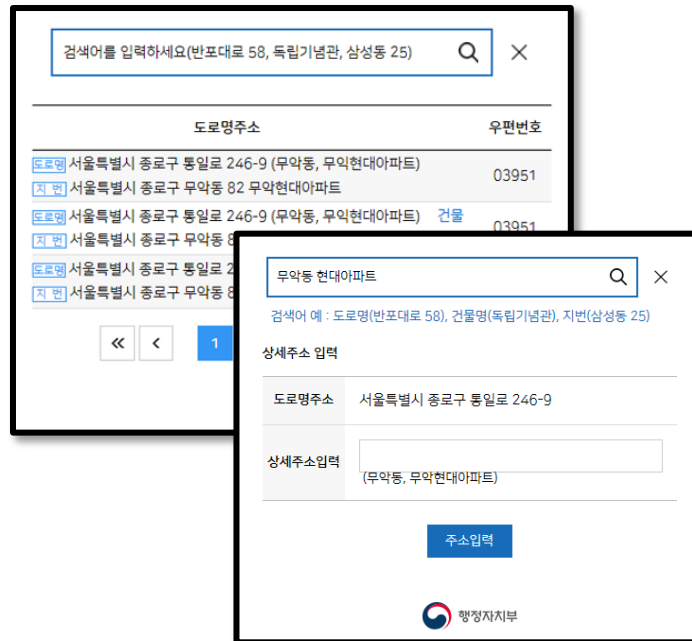 검색어를 입력하세요(반포대로 58, 독립기념관, 삼성동 25)
도로명주소 우편번호
도로명 서울특별시 종로구 통일로 246-9 (무악동, 무익현대아파트)
03951
지 번 서울특별시 종로구 무악동 82 무악현대아파트
도로명 서울특별시 종로구 통일로 246-9 (무악동, 무익현대아파트) 건물
03951
지 번 서울특별시 종로구 무악동 8
도로명 서울특별시 종로구 통일로 2
지 번 서울특별시 종로구 무악동 8
1
무악동 현대아파트
검색어 예 : 도로명(반포대로 58), 건물명(독립기념관), 지번(삼성동 25)
상세주소 입력
도로명주소 서울특별시 종로구 통일로 246-9
상세주소입력
(무악동, 무악현대아파트)
주소입력
행정자치부